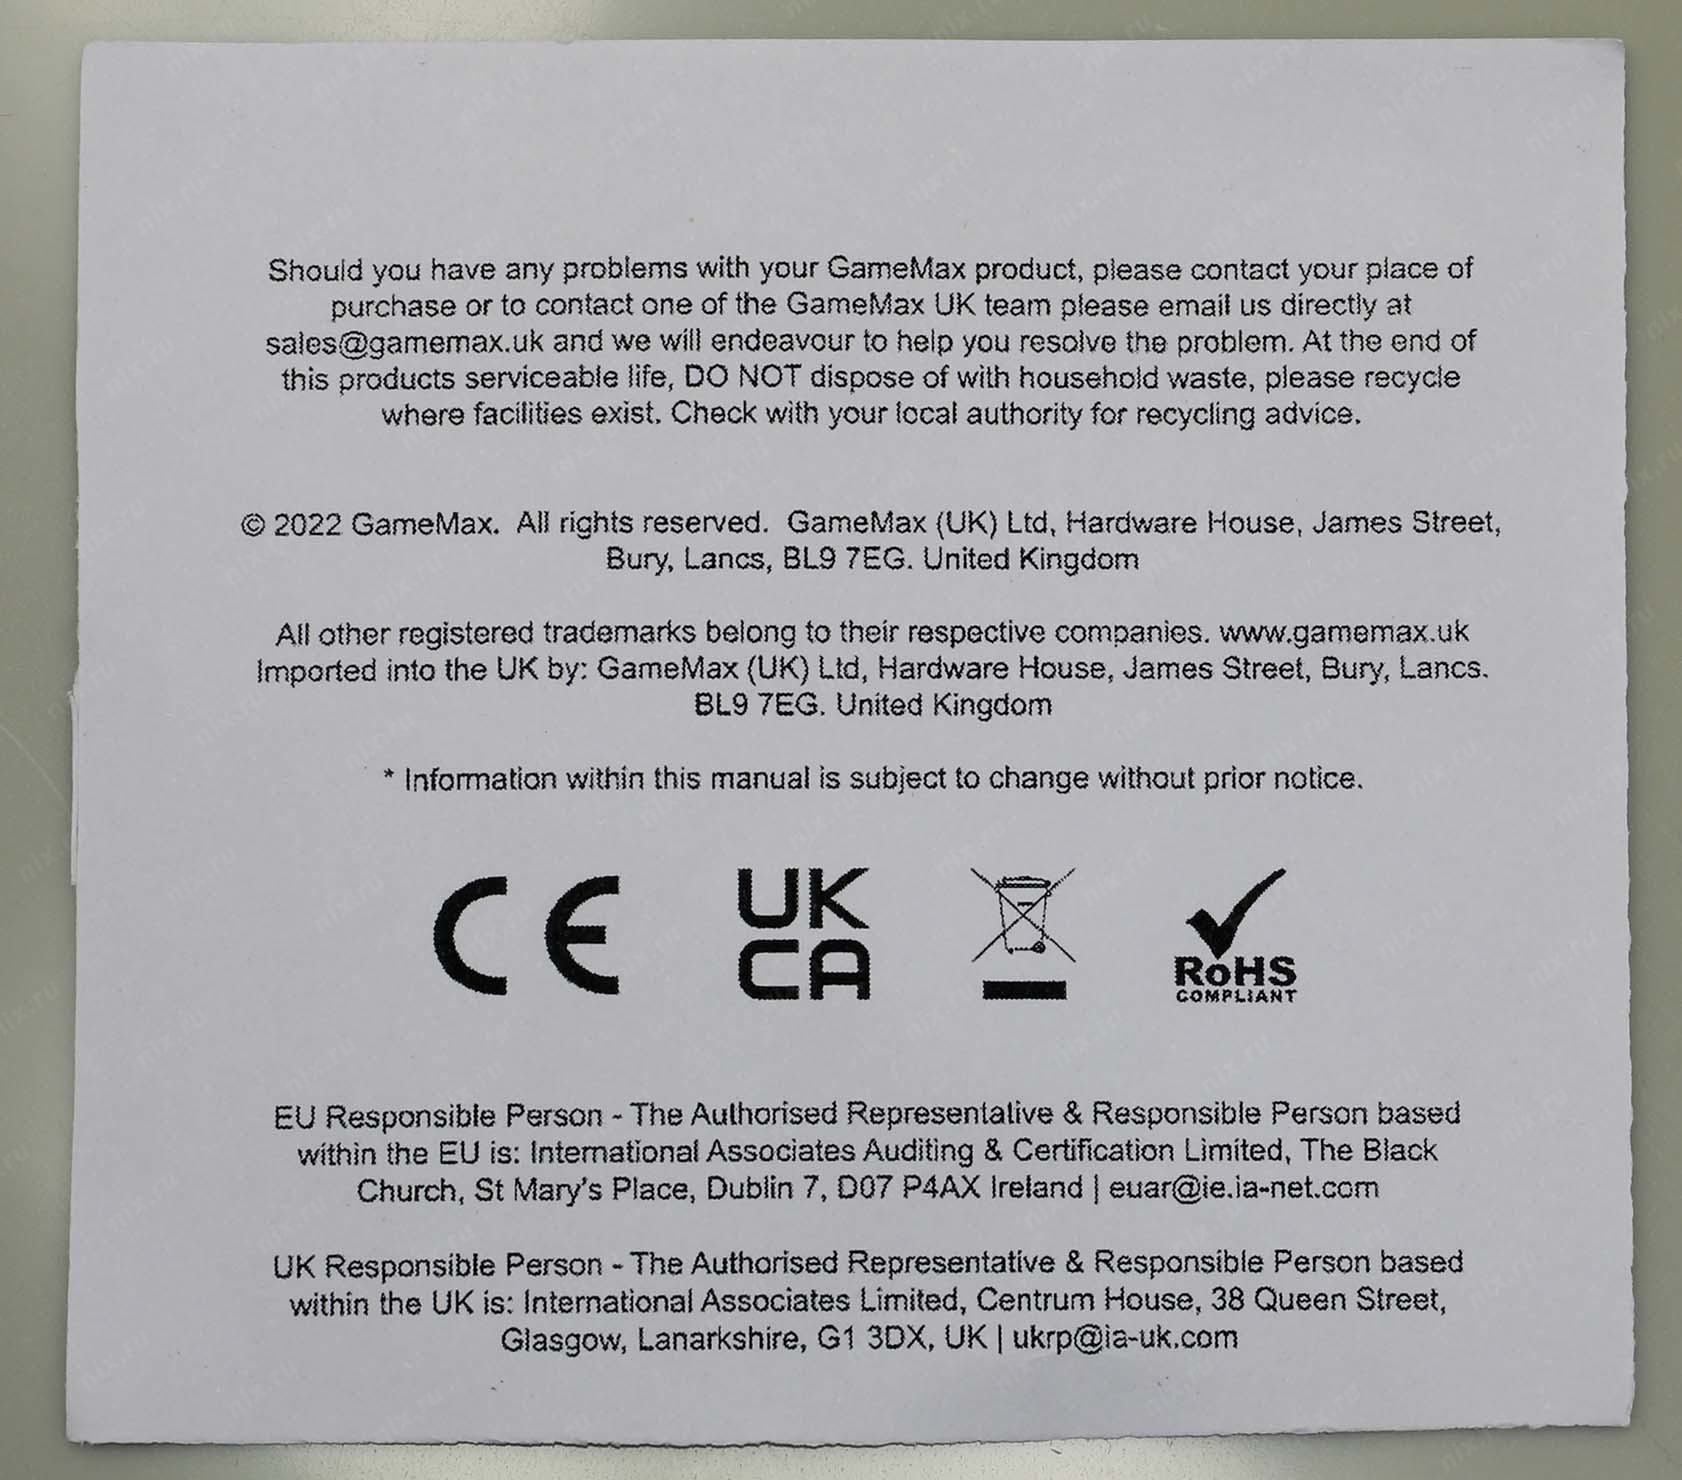 Should you have any problems with your GameMax product, please contact your place of
purchase or to contact one of the GameMax UK team please email us directly at
sales@gamemax.uk and we will endeavour to help you resolve the problem. At the end of
this products serviceable life, DO NOT dispose of with household waste, please recycle
where facilities exist. Check with your local authority for recycling advice.
© 2022 GameMax. All rights reserved. GameMax (UK) Ltd, Hardware House, James Street,
Bury, Lancs, BL9 7EG. United Kingdom
All other registered trademarks belong to their respective companies. www.gamemax.uk
Imported into the UK by: GameMax (UK) Ltd, Hardware House, James Street, Bury, Lancs.
BL9 7EG. United Kingdom
* Information within this manual is subject to change without prior notice.
CE
UK
CA
RoHS
COMPLIANT
EU Responsible Person - The Authorised Representative & Responsible Person based
within the EU is: International Associates Auditing & Certification Limited, The Black
Church, St Mary's Place, Dublin 7, D07 P4AX Ireland | euar@ie.ia-net.com
UK Responsible Person - The Authorised Representative & Responsible Person based
within the UK is: International Associates Limited, Centrum House, 38 Queen Street,
Glasgow, Lanarkshire, G1 3DX, UK | ukrp@ia-uk.com